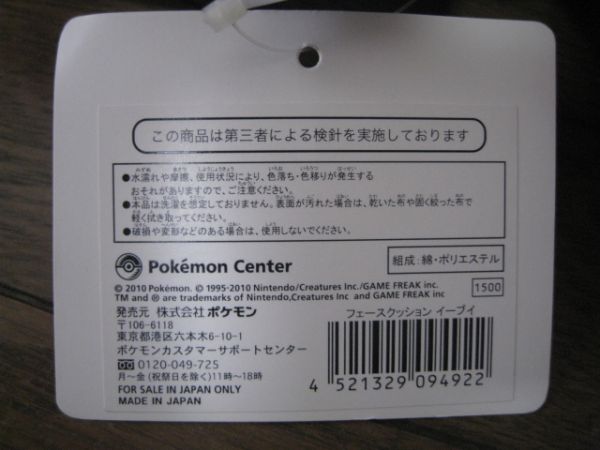 この商品は第三者による検針を実施しております
●水濡れや摩擦、使用状況により、色落ち・色移りが発生する
おそれがありますので、ご注意ください。
●本品は洗濯を想定しておりません。表面が汚れた場合は、乾いた布や固く絞った布で
軽く拭き取ってください。
●破損や変形などのある場合は、使用しないでください。
Pokémon Center
組成:綿・ポリエステル
© 2010 Pokémon. © 1995-2010 Nintendo/Creatures Inc./GAME FREAK inc.
TM and ® are trademarks of Nintendo,Creatures Inc and GAME FREAK inc
1500
発売元 株式会社ポケモン
〒106-6118
東京都港区六本木6-10-1
ポケモンカスタマーサポートセンター
0120-049-725
月〜金(祝祭日を除く)11時〜18時
FOR SALE IN JAPAN ONLY
MADE IN JAPAN
フェースクッション イーブイ
4 521329 094922